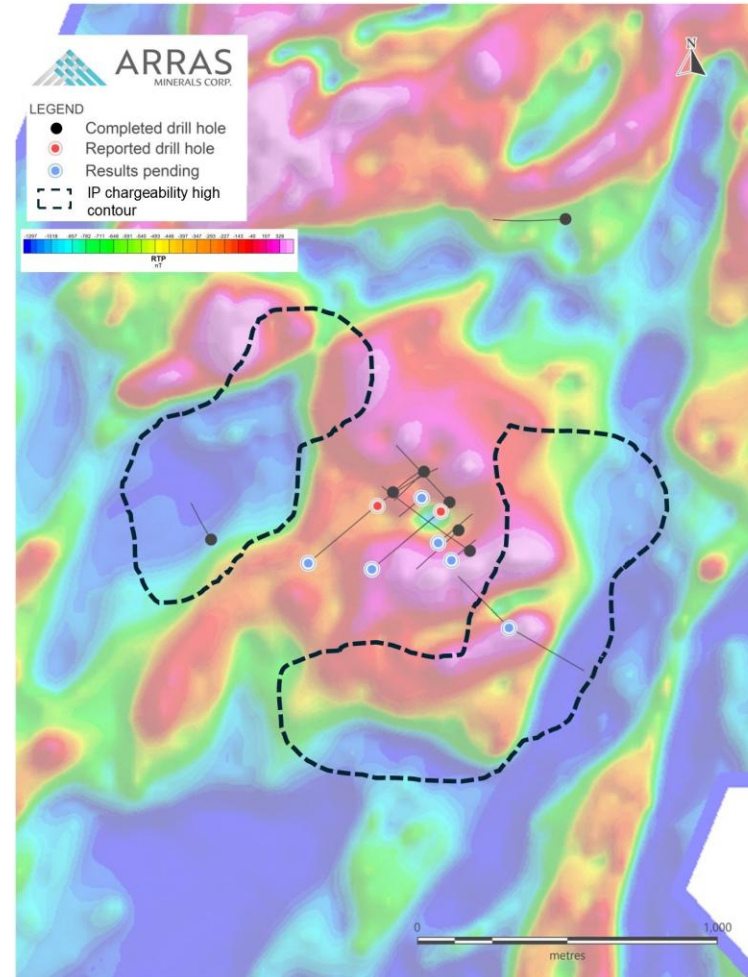 ARRAS
MINERALS CORP.
N
LEGEND
Completed drill hole
Reported drill hole
Results pending
IP chargeability high
contour
RTP
nT
0 1,000
metres